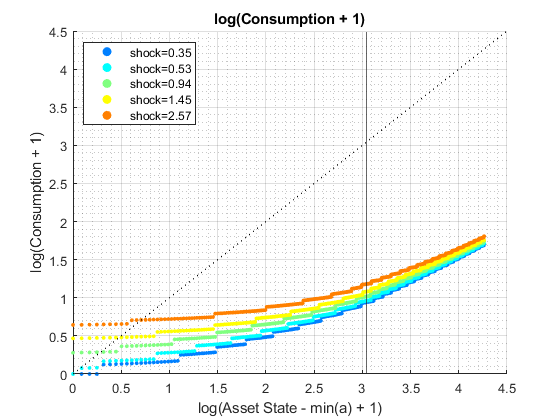 log(Consumption + 1)
4.5
4
3.5
3
2.5
2
1.5
1
0.5
0
log(Consumption + 1)
shock=0.35
shock=0.53
shock=0.94
shock=1.45
shock=2.57
0 0.5 1 1.5 2 2.5 3 3.5 4 4.5
log(Asset State - min(a) + 1)